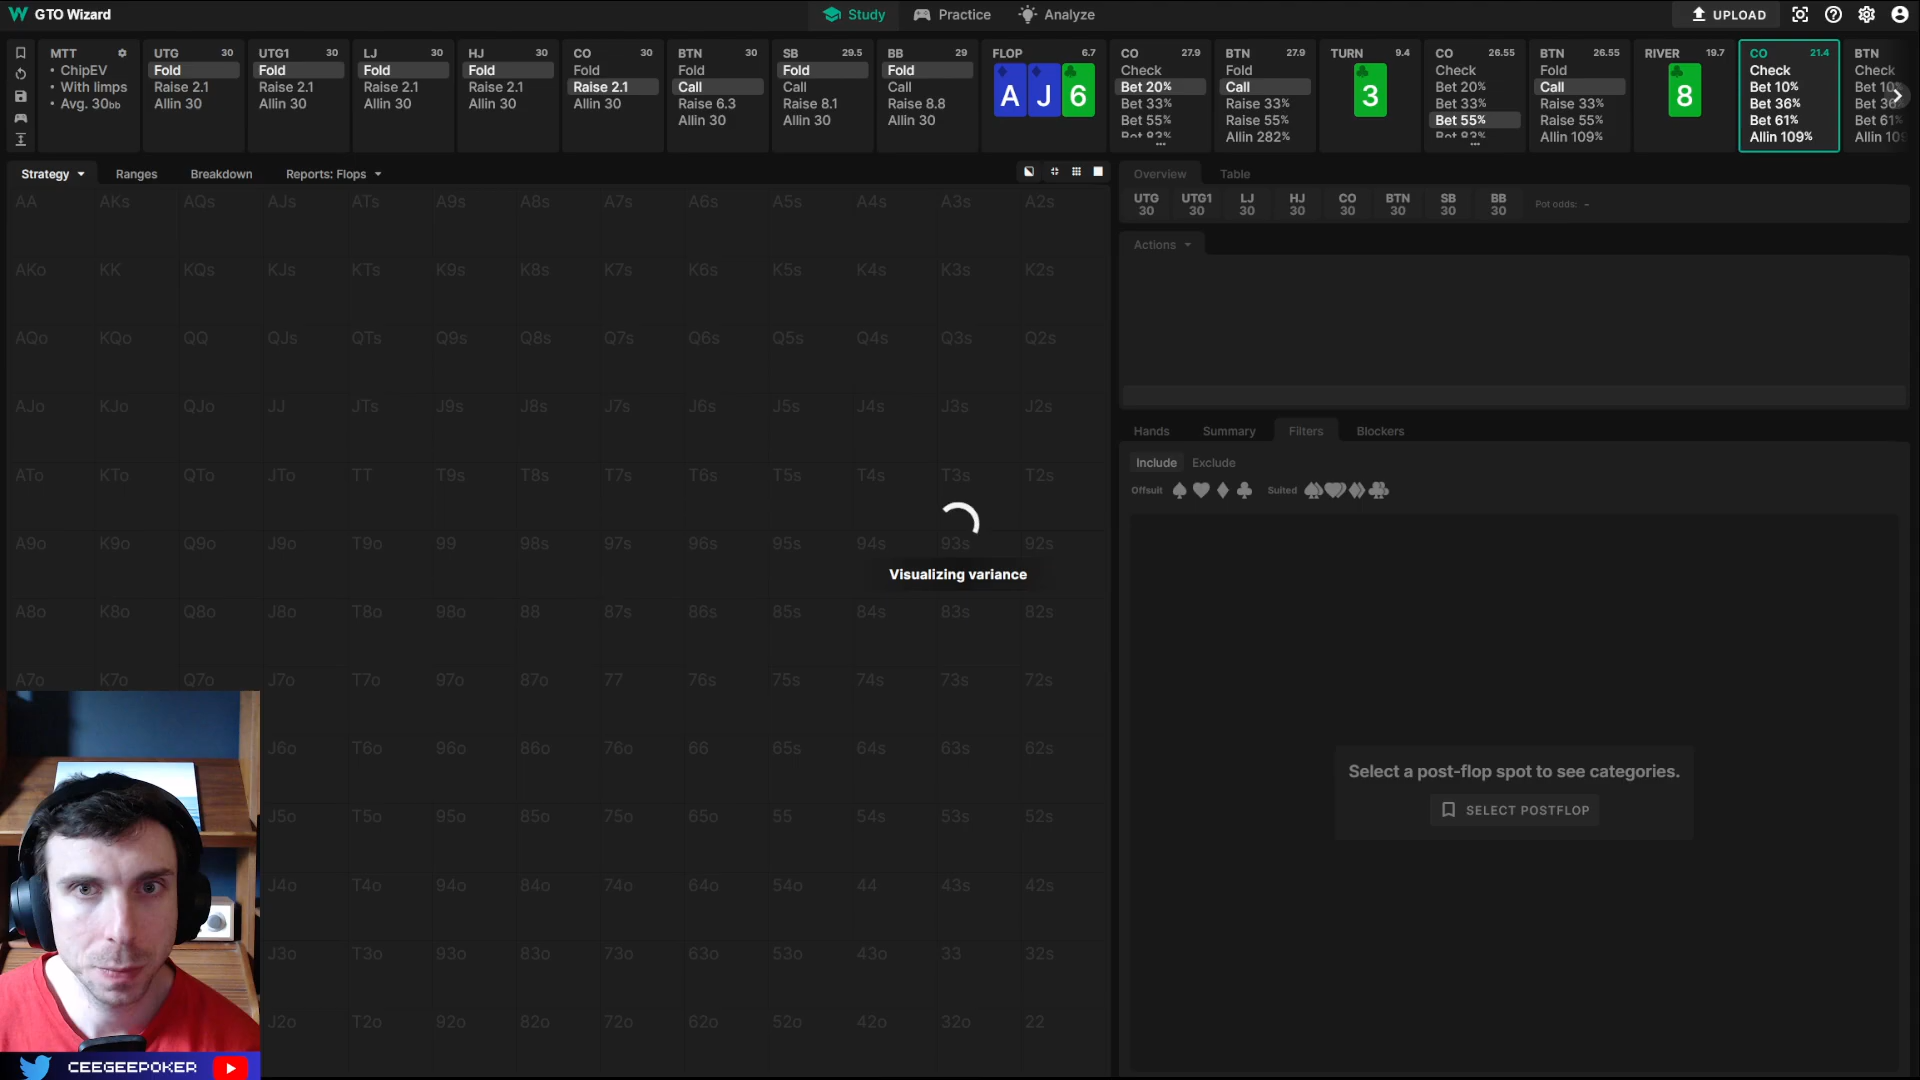 GTO Wizard
Study
Practice
Analyze
UPLOAD
MTT
• ChipEV
• With limps
• Avg. 30bb
UTG 30
Fold
Raise 2.1
Allin 30
UTG1 30
Fold
Raise 2.1
Allin 30
LJ 30
Fold
Raise 2.1
Allin 30
HJ 30
Fold
Raise 2.1
Allin 30
CO 30
Fold
Raise 2.1
Allin 30
BTN 30
Fold
Call
Raise 6.3
Allin 30
SB 29.5
Fold
Call
Raise 8.1
Allin 30
BB 29
Fold
Call
Raise 8.8
Allin 30
FLOP 6.7
A J 6
CO 27.9
Check
Bet 20%
Bet 33%
Bet 55%
Bet 83%
BTN 27.9
Fold
Call
Raise 33%
Raise 55%
Allin 282%
TURN 9.4
3
CO 26.55
Check
Bet 20%
Bet 33%
Bet 55%
Bet 83%
BTN 26.55
Fold
Call
Raise 33%
Raise 55%
Allin 109%
RIVER 19.7
8
CO 21.4
Check
Bet 10%
Bet 36%
Bet 61%
Allin 109%
BTN
Check
Bet 10%
Bet 36
Bet 61%
Allin 109
Strategy
Ranges
Breakdown
Reports: Flops
AA AKs AQs AJs ATs A9s A8s A7s A6s A5s A4s A3s A2s
AKo KK KQs KJs KTs K9s K8s K7s K6s K5s K4s K3s K2s
AQo KQo QQ QJs QTs Q9s Q8s Q7s Q6s Q5s Q4s Q3s Q2s
AJo KJo QJo JJ JTs J9s J8s J7s J6s J5s J4s J3s J2s
ATo KTo QTo JTo TT T9s T8s T7s T6s T5s T4s T3s T2s
A9o K9o Q9o J9o T9o 99 98s 97s 96s 95s 94s 93s 92s
Visualizing variance
A8o K8o Q8o J8o T8o 98o 88 87s 86s 85s 84s 83s 82s
A7o K7o Q7o J7o T7o 97o 87o 77 76s 75s 74s 73s 72s
J6o T6o 96o 86o 76o 66 65s 64s 63s 62s
J5o T5o 95o 85o 75o 65o 55 54s 53s 52s
J4o T4o 94o 84o 74o 64o 54o 44 43s 42s
J3o T3o 93o 83o 73o 63o 53o 43o 33 32s
J2o T2o 92o 82o 72o 62o 52o 42o 32o 22
Overview
Table
UTG 30
UTG1 30
LJ 30
HJ 30
CO 30
BTN 30
SB 30
BB 30
Pot odds: –
Actions
Hands
Summary
Filters
Blockers
Include
Exclude
Offsuit
Suited
Select a post-flop spot to see categories.
SELECT POSTFLOP
CEEGEEPOKER